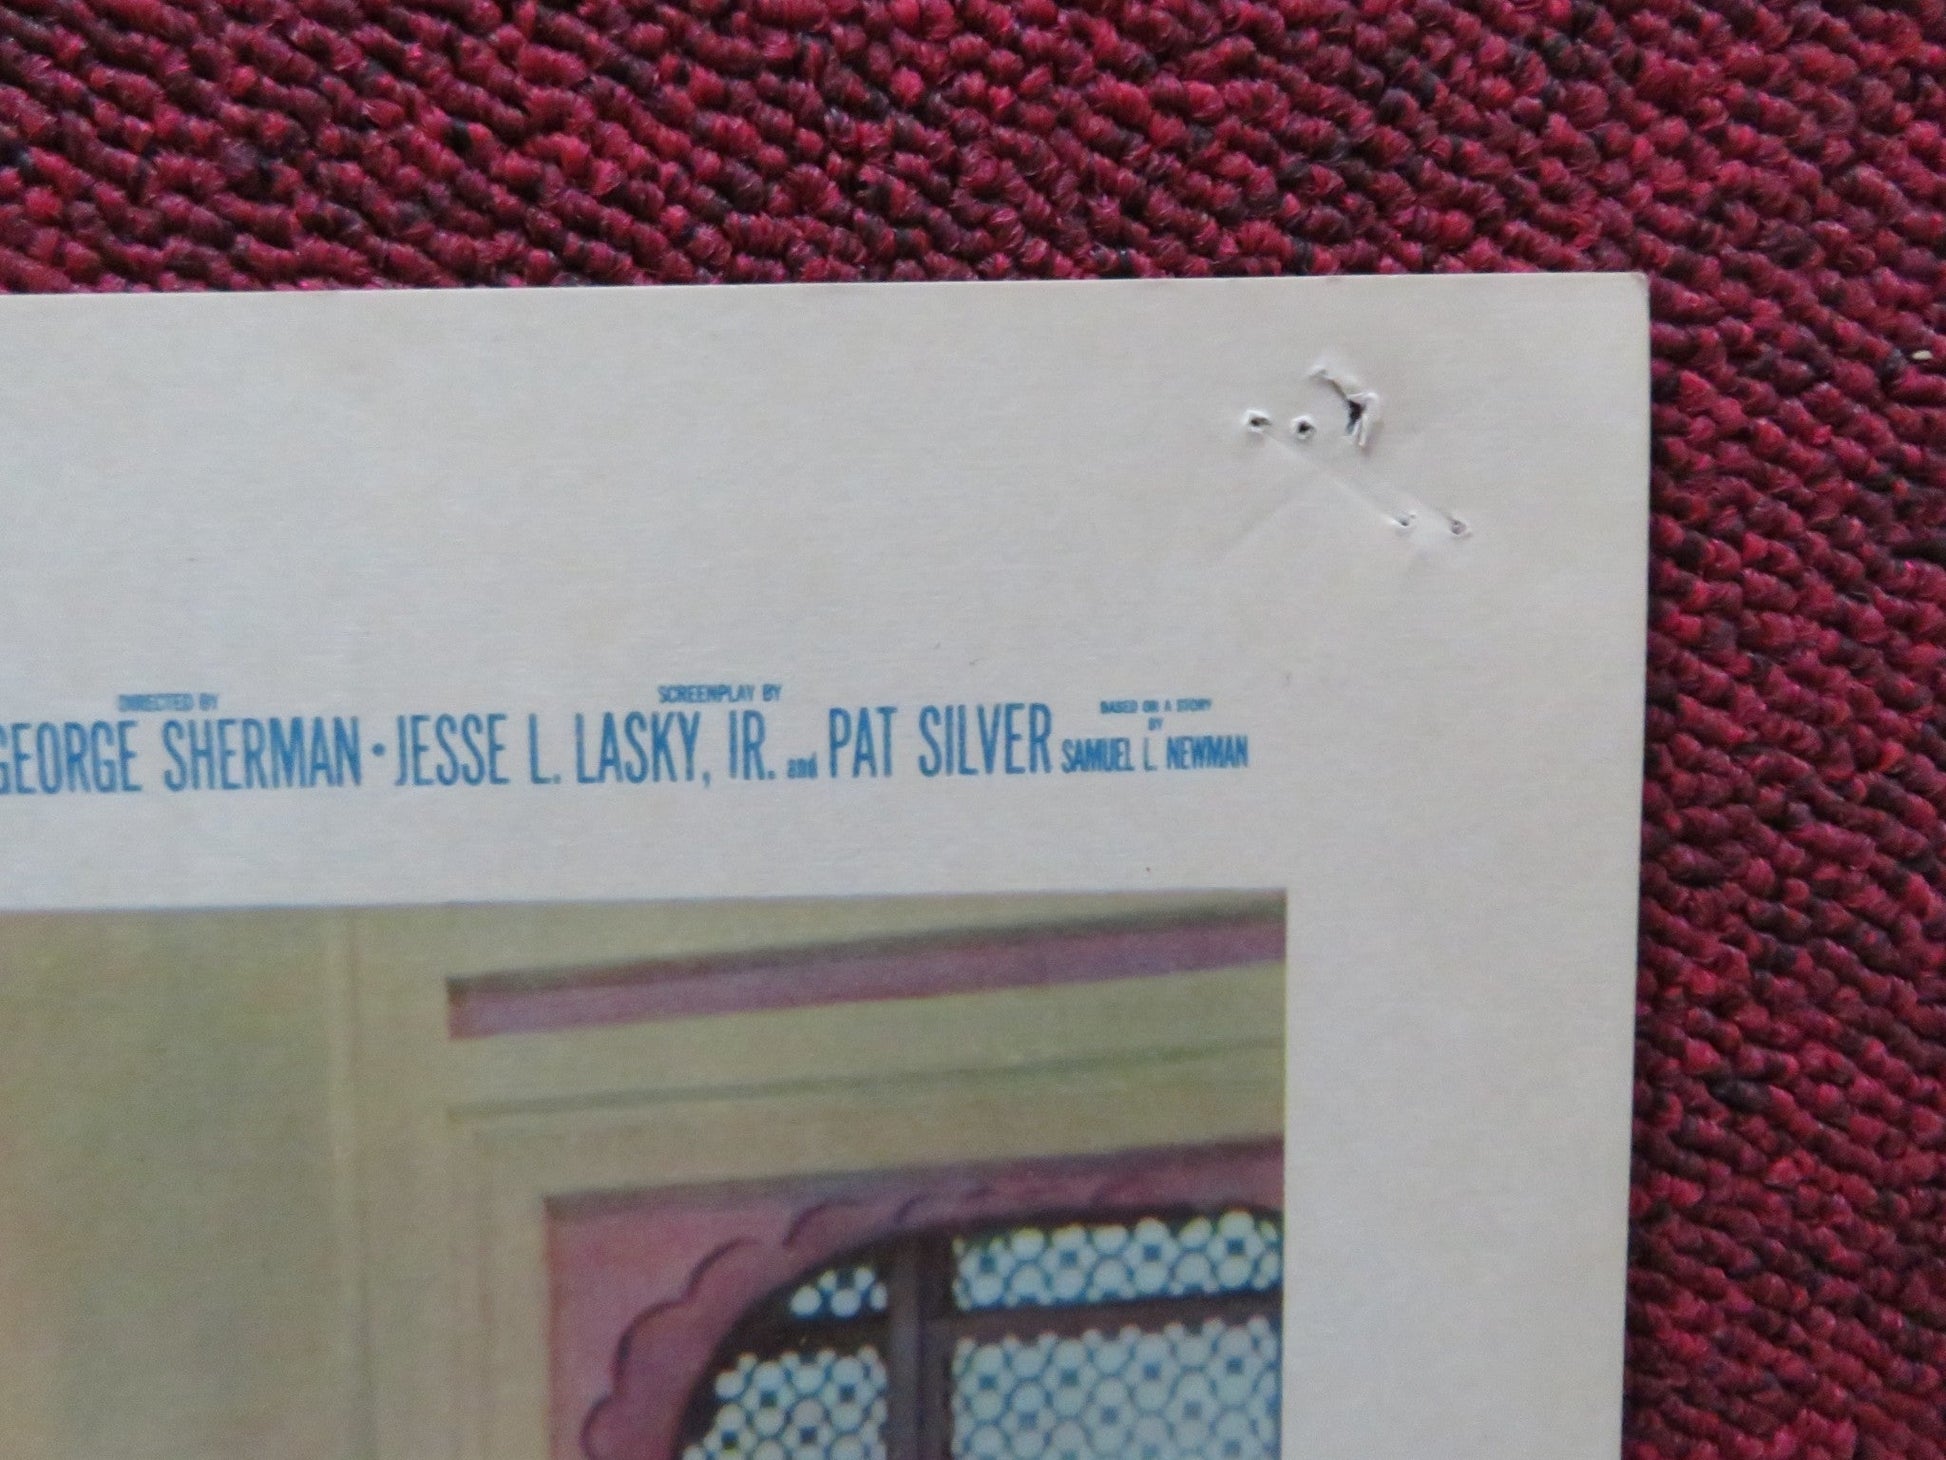 DIRECTED BY
GEORGE SHERMAN •
SCREENPLAY BY
JESSE L. LASKY, JR. and PAT SILVER
BASED ON A STORY
BY
SAMUEL L. NEWMAN